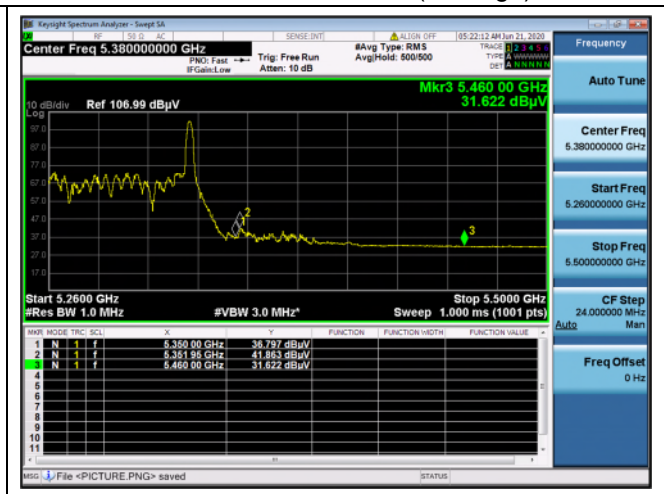 Keysight Spectrum Analyzer - Swept SA
RF 50 Ω AC SENSE:INT ALIGN OFF 05:22:12 AM Jun 21, 2020
Center Freq 5.380000000 GHz
PNO: Fast
IFGain:Low
Trig: Free Run
Atten: 10 dB
#Avg Type: RMS
Avg|Hold: 500/500
TRACE 1 2 3 4 5 6
TYPE A WWWWW
DET A N N N N N
Mkr3 5.460 00 GHz
31.622 dBµV
10 dB/div Ref 106.99 dBµV
Log
97.0
87.0
77.0
67.0
57.0
47.0
37.0
27.0
17.0
2
1
3
Start 5.2600 GHz Stop 5.5000 GHz
#Res BW 1.0 MHz #VBW 3.0 MHz* Sweep 1.000 ms (1001 pts)
MKR MODE TRC SCL X Y FUNCTION FUNCTION WIDTH FUNCTION VALUE
1 N 1 f 5.350 00 GHz 36.797 dBuV
2 N 1 f 5.351 95 GHz 41.863 dBuV
3 N 1 f 5.460 00 GHz 31.622 dBuV
4
5
6
7
8
9
10
11
MSG File <PICTURE.PNG> saved STATUS
Frequency
Auto Tune
Center Freq
5.380000000 GHz
Start Freq
5.260000000 GHz
Stop Freq
5.500000000 GHz
CF Step
24.000000 MHz
Auto Man
Freq Offset
0 Hz